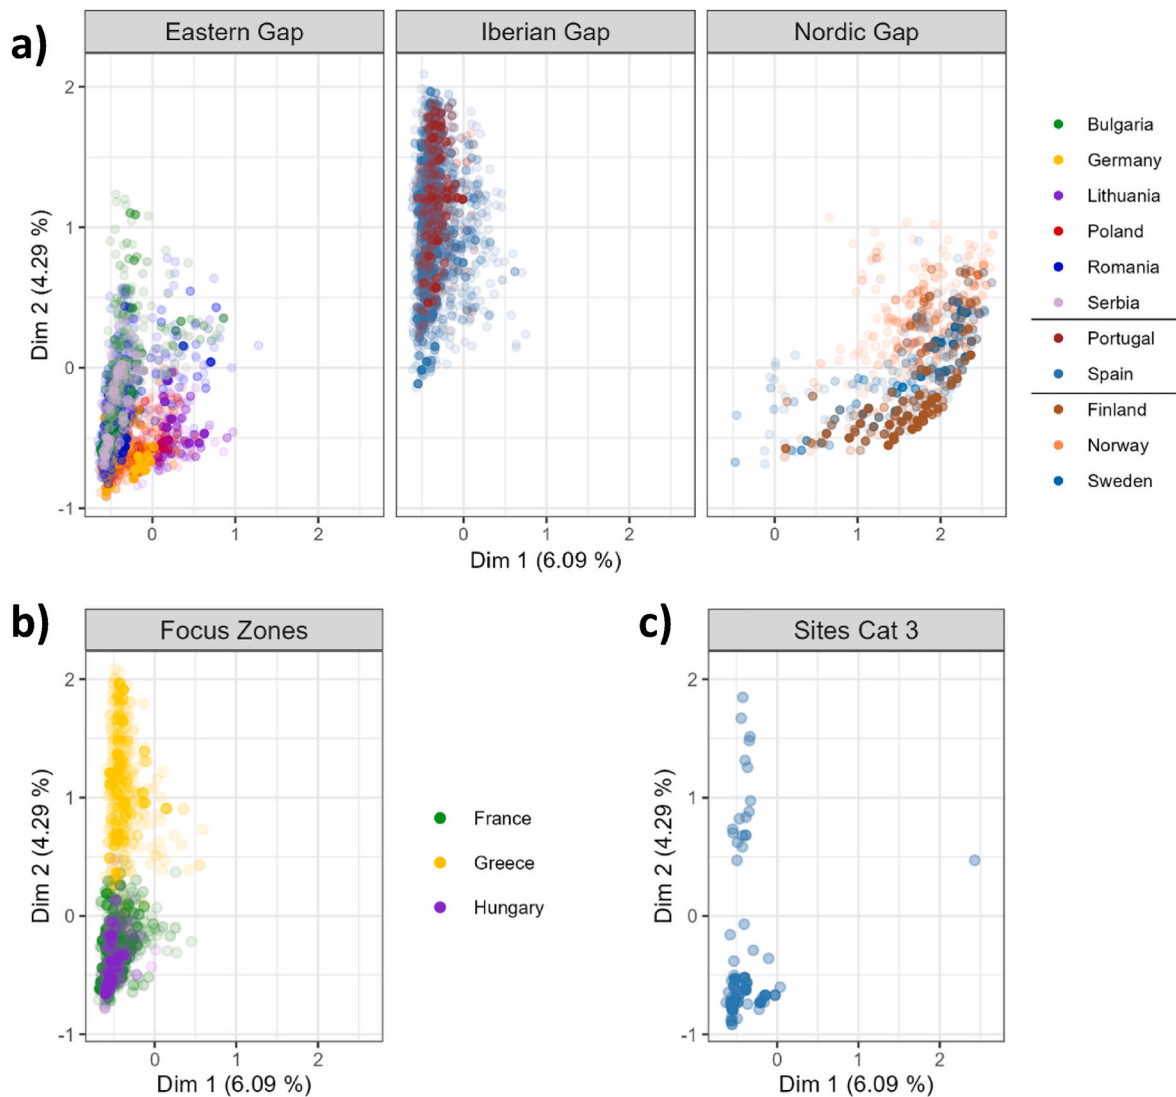 a)
Eastern Gap
Iberian Gap
Nordic Gap
2
1
0
-1
Dim 2 (4.29 %)
0 1 2
0 1 2
0 1 2
Dim 1 (6.09 %)
Bulgaria
Germany
Lithuania
Poland
Romania
Serbia
Portugal
Spain
Finland
Norway
Sweden
b)
Focus Zones
2
1
0
-1
Dim 2 (4.29 %)
0 1 2
Dim 1 (6.09 %)
France
Greece
Hungary
c)
Sites Cat 3
2
1
0
-1
Dim 2 (4.29 %)
0 1 2
Dim 1 (6.09 %)